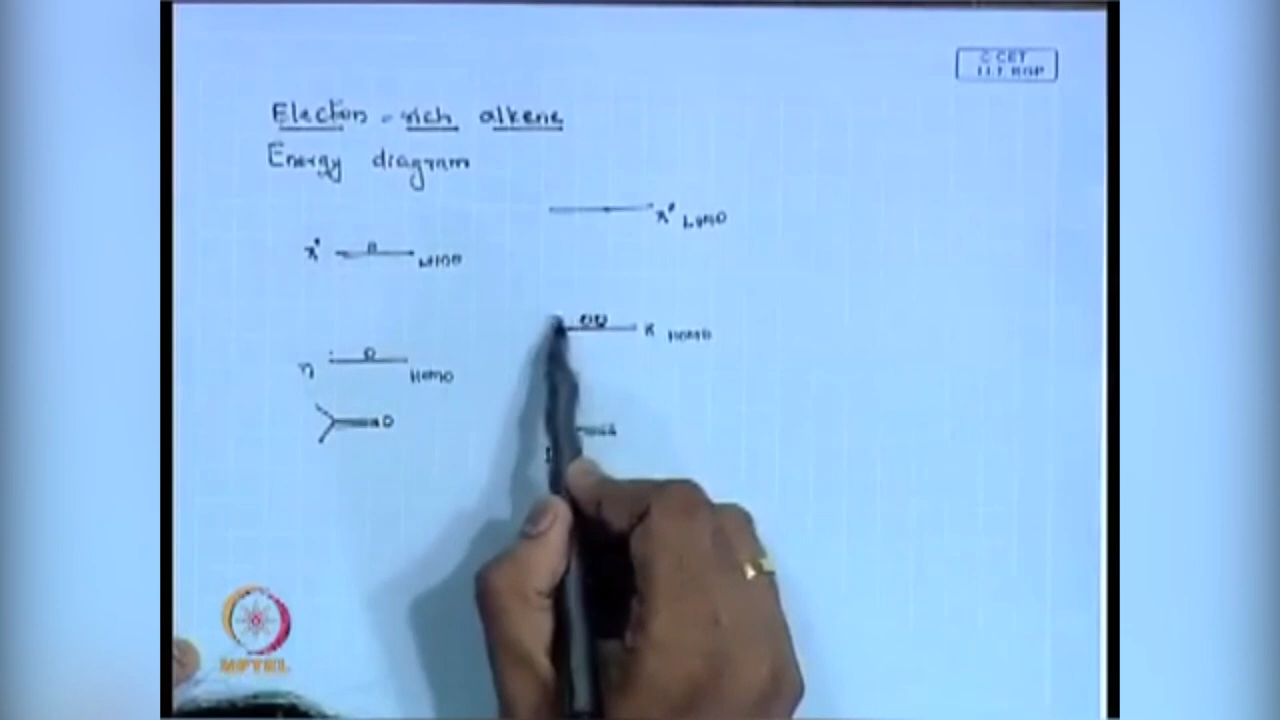 © CET
I.I.T. KGP
Electron-rich alkene
Energy diagram
π* LUMO
π* LUMO
π HOMO
n HOMO
O
NPTEL